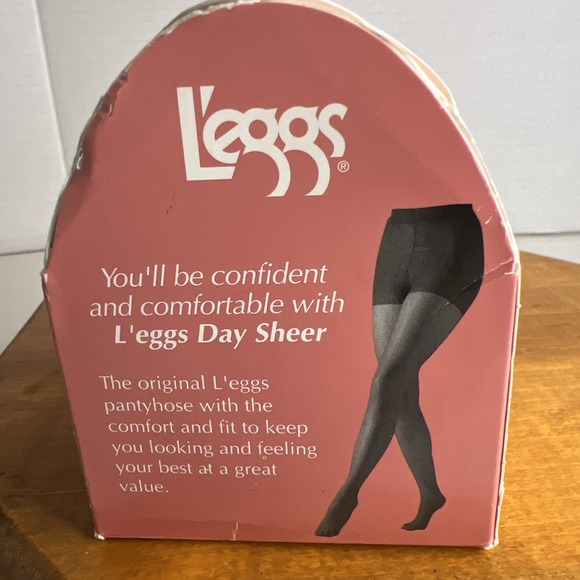 L'eggs®
You'll be confident
and comfortable with
L'eggs Day Sheer
The original L'eggs
pantyhose with the
comfort and fit to keep
you looking and feeling
your best at a great
value.